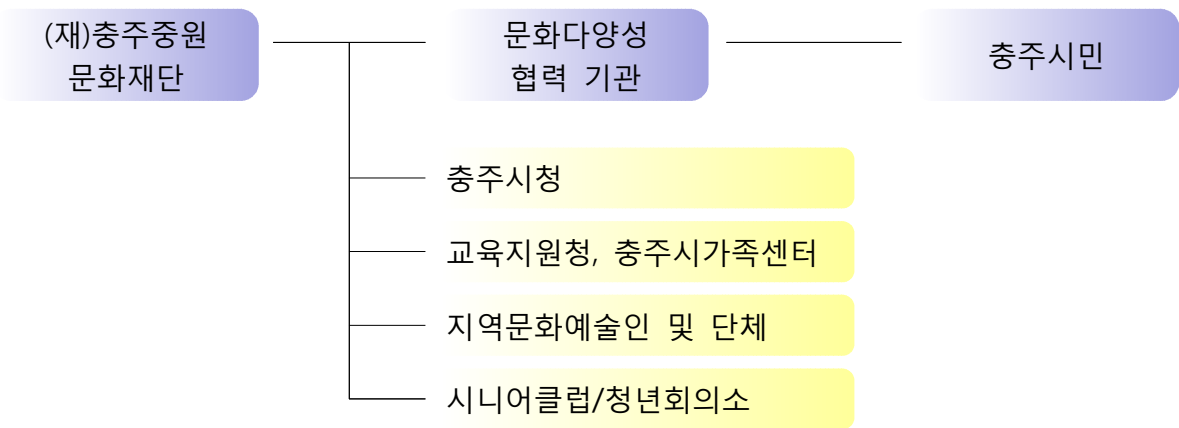 (재)충주중원
문화재단
문화다양성
협력 기관
충주시민
충주시청
교육지원청, 충주시가족센터
지역문화예술인 및 단체
시니어클럽/청년회의소